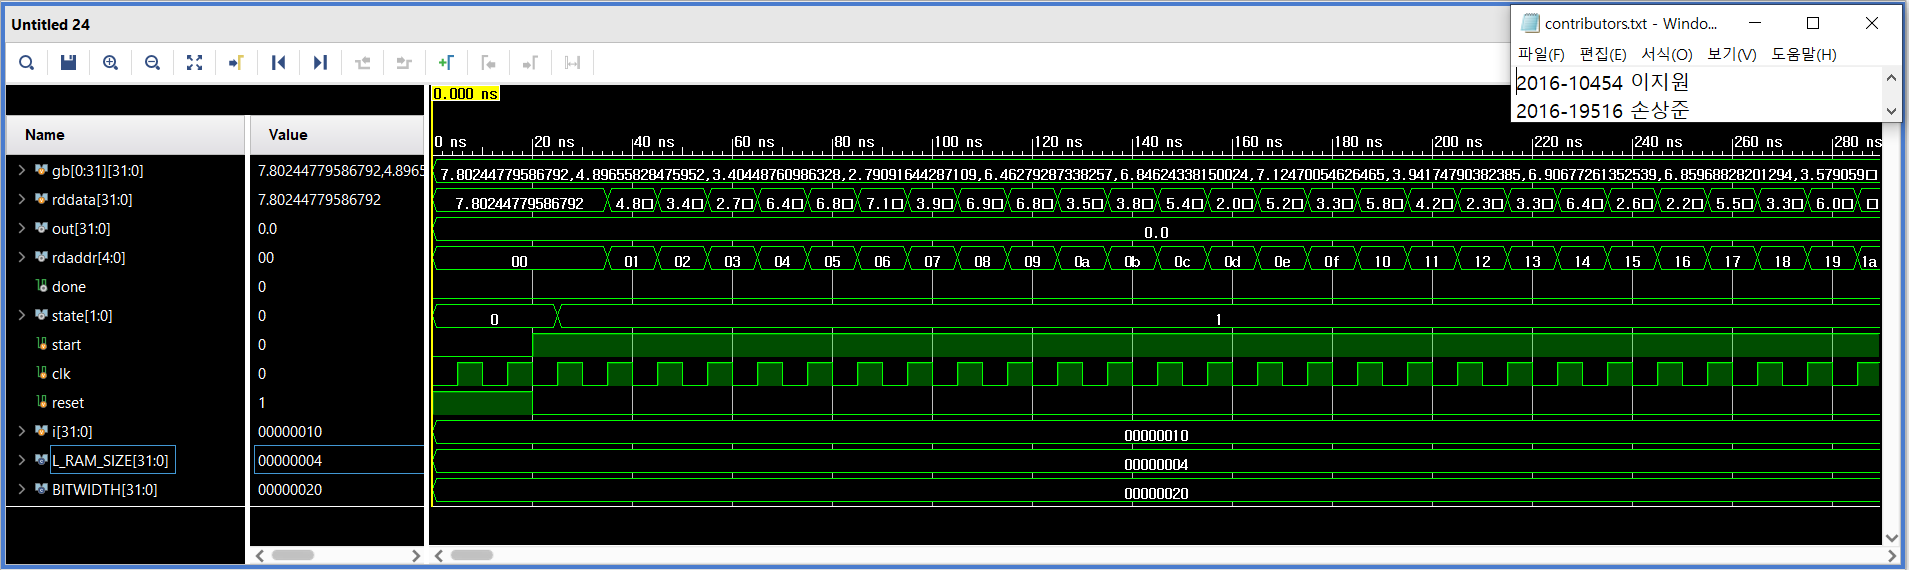 Untitled 24
contributors.txt - Windo...
파일(F) 편집(E) 서식(O) 보기(V) 도움말(H)
2016-10454 이지원
2016-19516 손상준
0.000 ns
Name Value
0 ns 20 ns 40 ns 60 ns 80 ns 100 ns 120 ns 140 ns 160 ns 180 ns 200 ns 220 ns 240 ns 260 ns 280 ns
gb[0:31][31:0] 7.80244779586792,4.8965 7.80244779586792,4.89655828475952,3.40448760986328,2.79091644287109,6.46279287338257,6.84624338150024,7.12470054626465,3.94174790382385,6.90677261352539,6.85968828201294,3.579059
rddata[31:0] 7.80244779586792 7.80244779586792 4.8 3.4 2.7 6.4 6.8 7.1 3.9 6.9 6.8 3.5 3.8 5.4 2.0 5.2 3.3 5.8 4.2 2.3 3.3 6.4 2.6 2.2 5.5 3.3 6.0
out[31:0] 0.0 0.0
rdaddr[4:0] 00 00 01 02 03 04 05 06 07 08 09 0a 0b 0c 0d 0e 0f 10 11 12 13 14 15 16 17 18 19 1a
done 0
state[1:0] 0 0 1
start 0
clk 0
reset 1
i[31:0] 00000010 00000010
L_RAM_SIZE[31:0] 00000004 00000004
BITWIDTH[31:0] 00000020 00000020